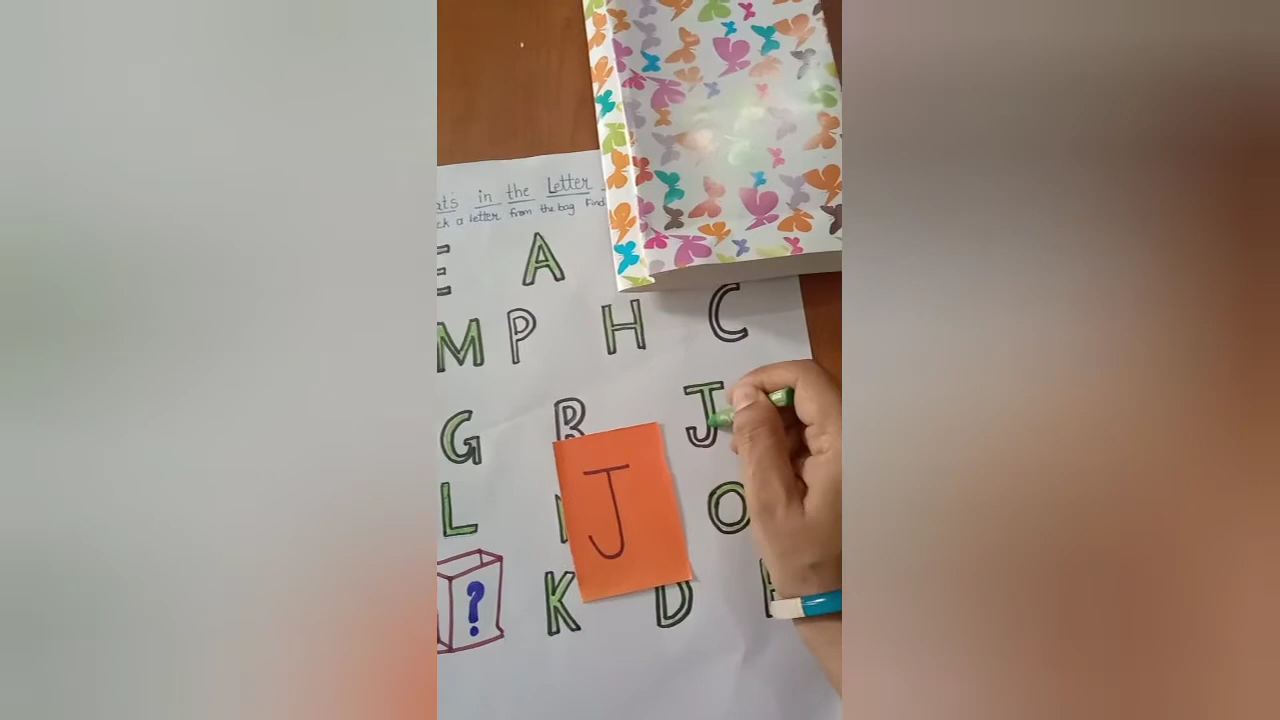 in the Letter
a letter from the bag Find
E A
M P H C
G R J
L O
J
? K D